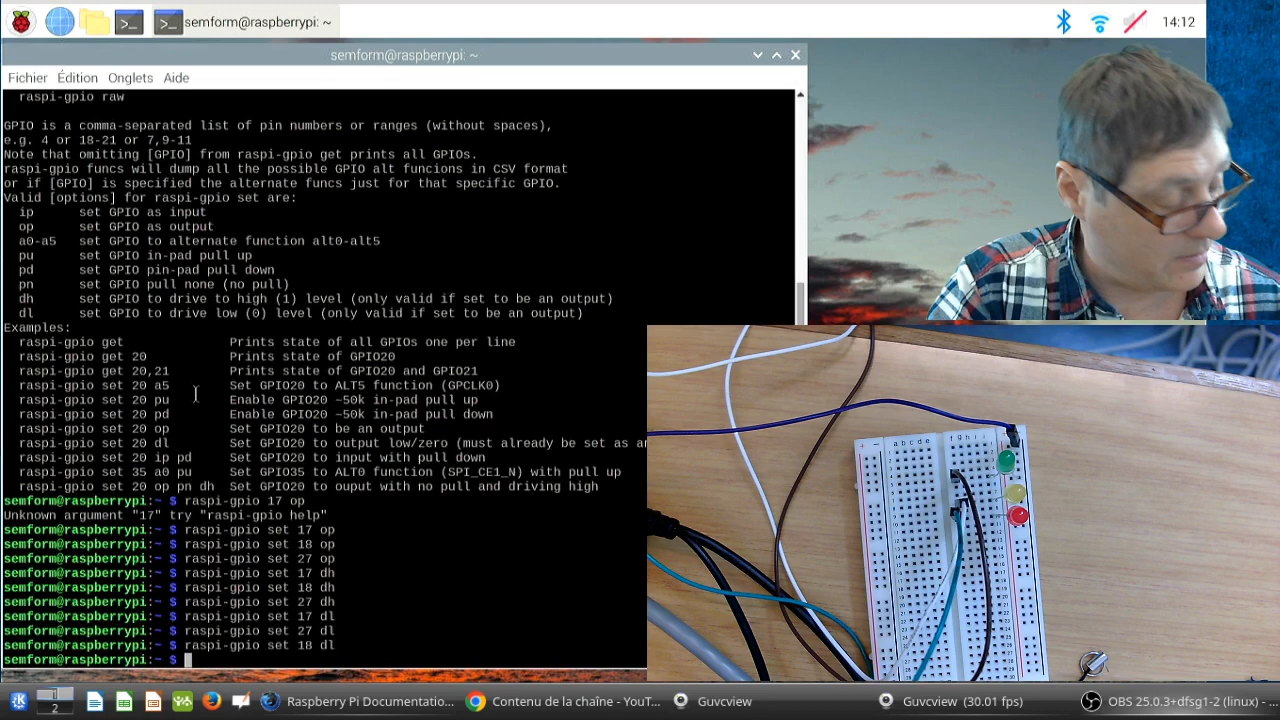 semform@raspberrypi: ~
14:12
semform@raspberrypi: ~
Fichier Édition Onglets Aide
raspi-gpio raw
GPIO is a comma-separated list of pin numbers or ranges (without spaces),
e.g. 4 or 18-21 or 7,9-11
Note that omitting [GPIO] from raspi-gpio get prints all GPIOs.
raspi-gpio funcs will dump all the possible GPIO alt funcions in CSV format
or if [GPIO] is specified the alternate funcs just for that specific GPIO.
Valid [options] for raspi-gpio set are:
ip set GPIO as input
op set GPIO as output
a0-a5 set GPIO to alternate function alt0-alt5
pu set GPIO in-pad pull up
pd set GPIO pin-pad pull down
pn set GPIO pull none (no pull)
dh set GPIO to drive to high (1) level (only valid if set to be an output)
dl set GPIO to drive low (0) level (only valid if set to be an output)
Examples:
raspi-gpio get Prints state of all GPIOs one per line
raspi-gpio get 20 Prints state of GPIO20
raspi-gpio get 20,21 Prints state of GPIO20 and GPIO21
raspi-gpio set 20 a5 Set GPIO20 to ALT5 function (GPCLK0)
raspi-gpio set 20 pu Enable GPIO20 ~50k in-pad pull up
raspi-gpio set 20 pd Enable GPIO20 ~50k in-pad pull down
raspi-gpio set 20 op Set GPIO20 to be an output
raspi-gpio set 20 dl Set GPIO20 to output low/zero (must already be set as an
raspi-gpio set 20 ip pd Set GPIO20 to input with pull down
raspi-gpio set 35 a0 pu Set GPIO35 to ALT0 function (SPI_CE1_N) with pull up
raspi-gpio set 20 op pn dh Set GPIO20 to ouput with no pull and driving high
semform@raspberrypi:~ $ raspi-gpio 17 op
Unknown argument "17" try "raspi-gpio help"
semform@raspberrypi:~ $ raspi-gpio set 17 op
semform@raspberrypi:~ $ raspi-gpio set 18 op
semform@raspberrypi:~ $ raspi-gpio set 27 op
semform@raspberrypi:~ $ raspi-gpio set 17 dh
semform@raspberrypi:~ $ raspi-gpio set 18 dh
semform@raspberrypi:~ $ raspi-gpio set 27 dh
semform@raspberrypi:~ $ raspi-gpio set 17 dl
semform@raspberrypi:~ $ raspi-gpio set 27 dl
semform@raspberrypi:~ $ raspi-gpio set 18 dl
semform@raspberrypi:~ $
1
2
Raspberry Pi Documentatio...
Contenu de la chaîne - YouT...
Guvcview
Guvcview (30.01 fps)
OBS 25.0.3+dfsg1-2 (linux) - ...